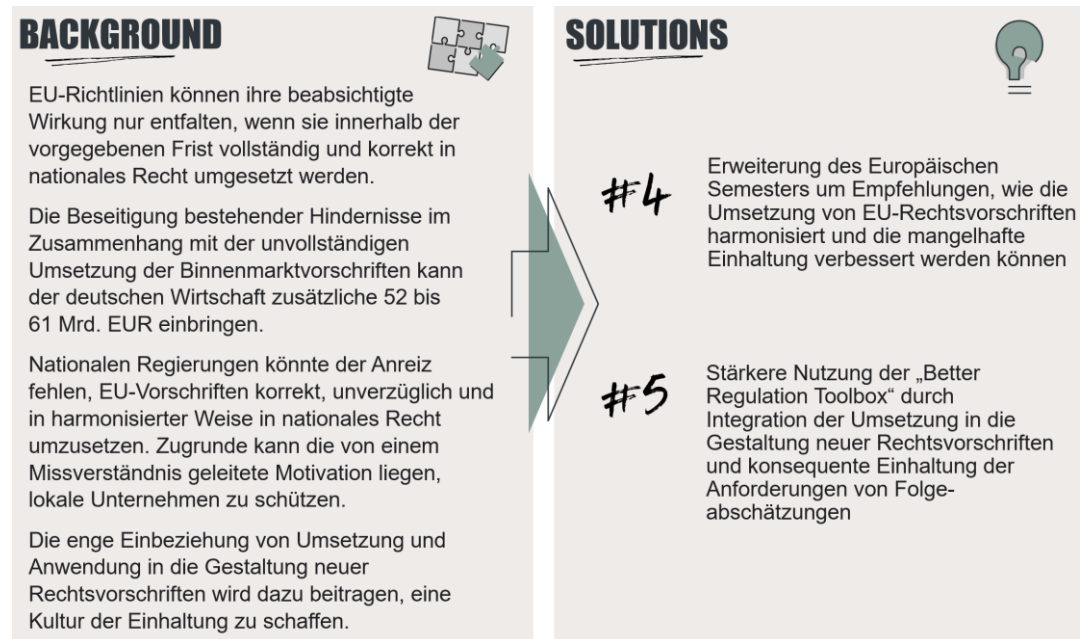 BACKGROUND
EU-Richtlinien können ihre beabsichtigte
Wirkung nur entfalten, wenn sie innerhalb der
vorgegebenen Frist vollständig und korrekt in
nationales Recht umgesetzt werden.
Die Beseitigung bestehender Hindernisse im
Zusammenhang mit der unvollständigen
Umsetzung der Binnenmarktvorschriften kann
der deutschen Wirtschaft zusätzliche 52 bis
61 Mrd. EUR einbringen.
Nationalen Regierungen könnte der Anreiz
fehlen, EU-Vorschriften korrekt, unverzüglich und
in harmonisierter Weise in nationales Recht
umzusetzen. Zugrunde kann die von einem
Missverständnis geleitete Motivation liegen,
lokale Unternehmen zu schützen.
Die enge Einbeziehung von Umsetzung und
Anwendung in die Gestaltung neuer
Rechtsvorschriften wird dazu beitragen, eine
Kultur der Einhaltung zu schaffen.
SOLUTIONS
#4
Erweiterung des Europäischen
Semesters um Empfehlungen, wie die
Umsetzung von EU-Rechtsvorschriften
harmonisiert und die mangelhafte
Einhaltung verbessert werden können
#5
Stärkere Nutzung der „Better
Regulation Toolbox“ durch
Integration der Umsetzung in die
Gestaltung neuer Rechtsvorschriften
und konsequente Einhaltung der
Anforderungen von Folge-
abschätzungen